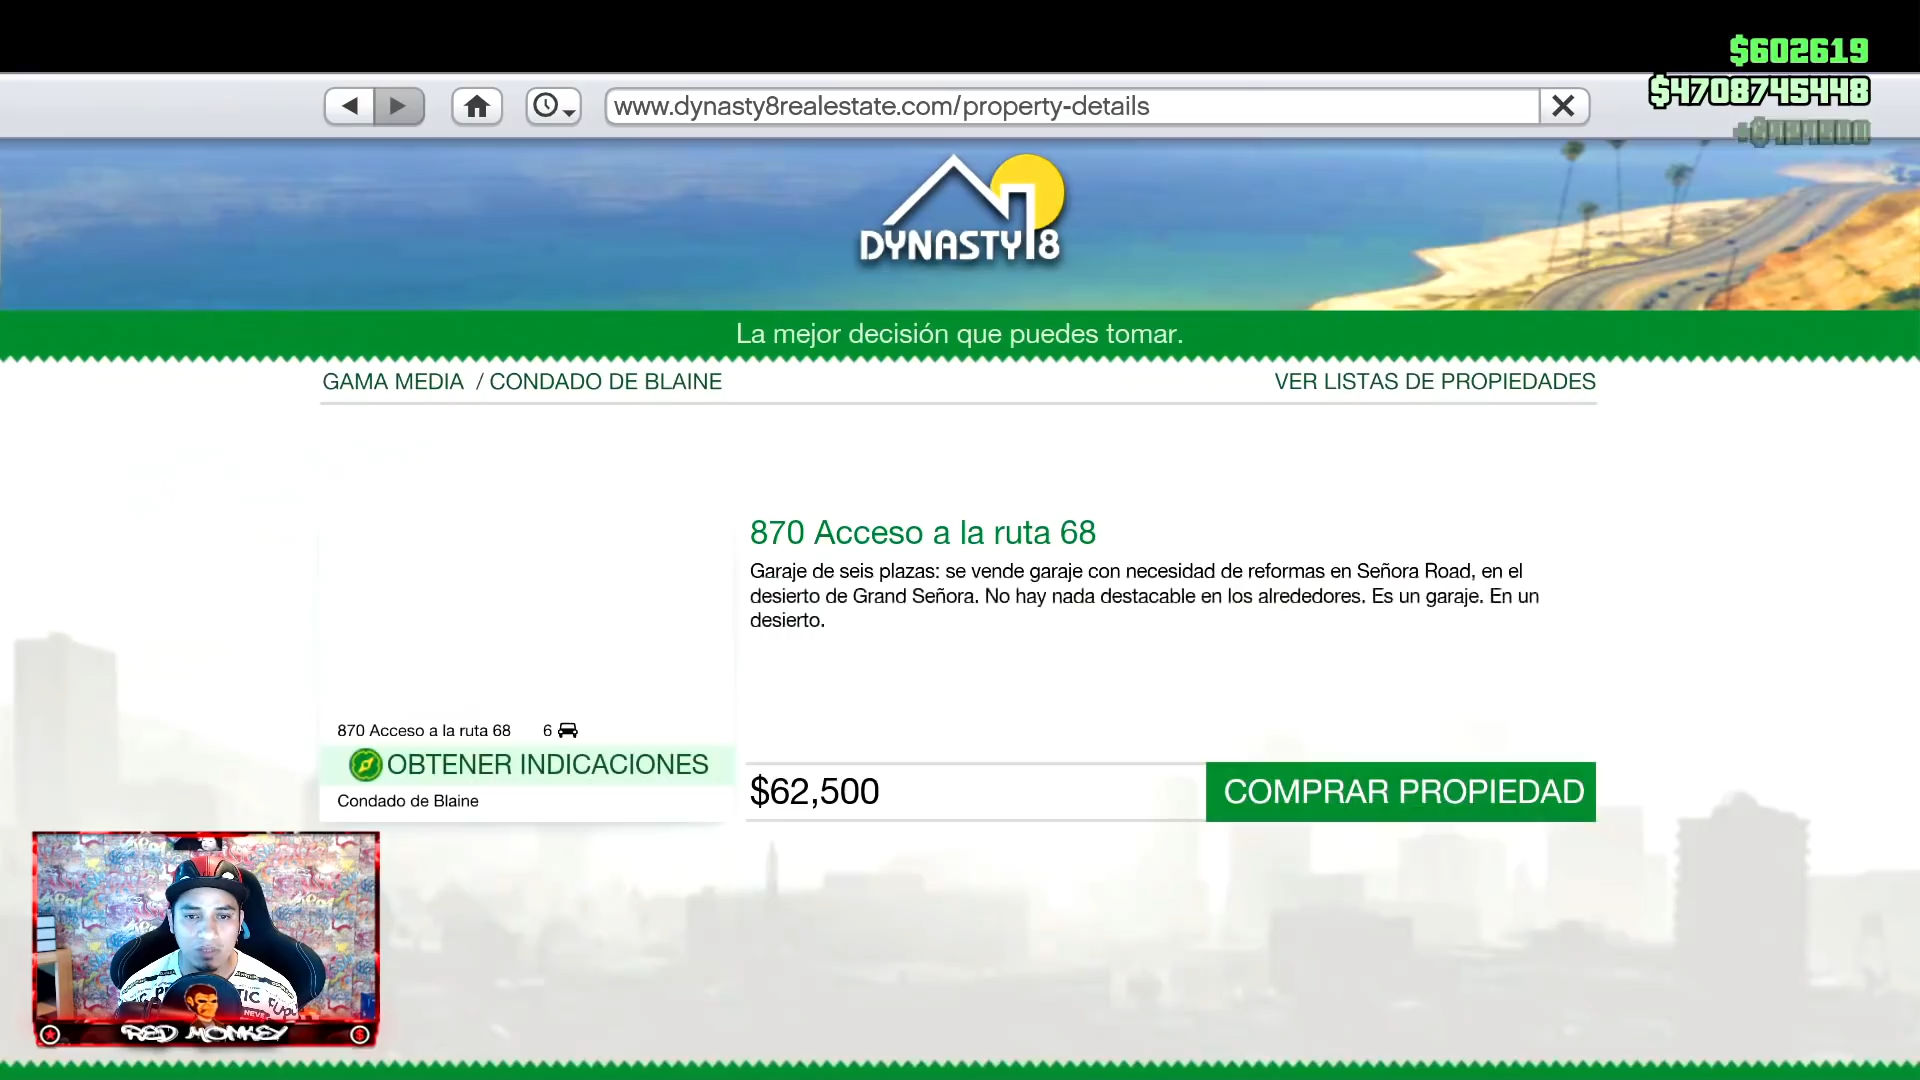 $602619
$4708745448
www.dynasty8realestate.com/property-details
DYNASTY 8
La mejor decisión que puedes tomar.
GAMA MEDIA / CONDADO DE BLAINE
VER LISTAS DE PROPIEDADES
870 Acceso a la ruta 68
Garaje de seis plazas: se vende garaje con necesidad de reformas en Señora Road, en el
desierto de Grand Señora. No hay nada destacable en los alrededores. Es un garaje. En un
desierto.
870 Acceso a la ruta 68 6
OBTENER INDICACIONES
Condado de Blaine
$62,500
COMPRAR PROPIEDAD
RED MONKEY